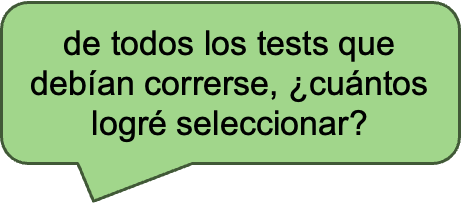 de todos los tests que
debían correrse, ¿cuántos
logré seleccionar?